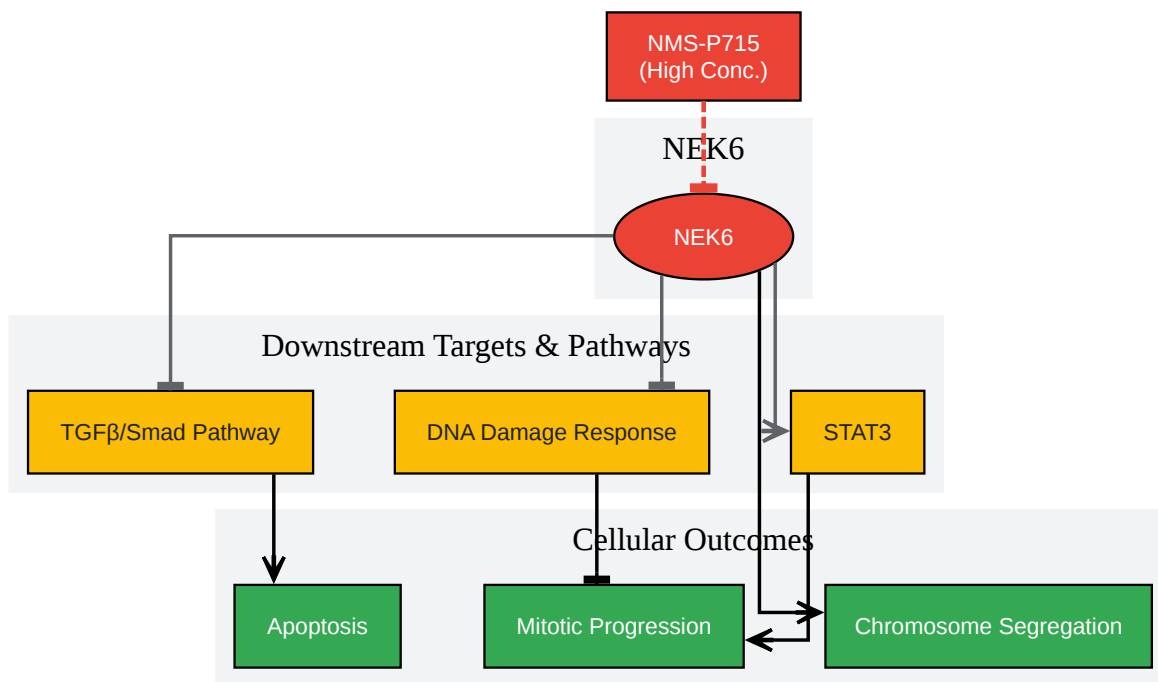 NMS-P715
(High Conc.)
NEK6
NEK6
Downstream Targets & Pathways
TGFβ/Smad Pathway
DNA Damage Response
STAT3
Cellular Outcomes
Apoptosis
Mitotic Progression
Chromosome Segregation